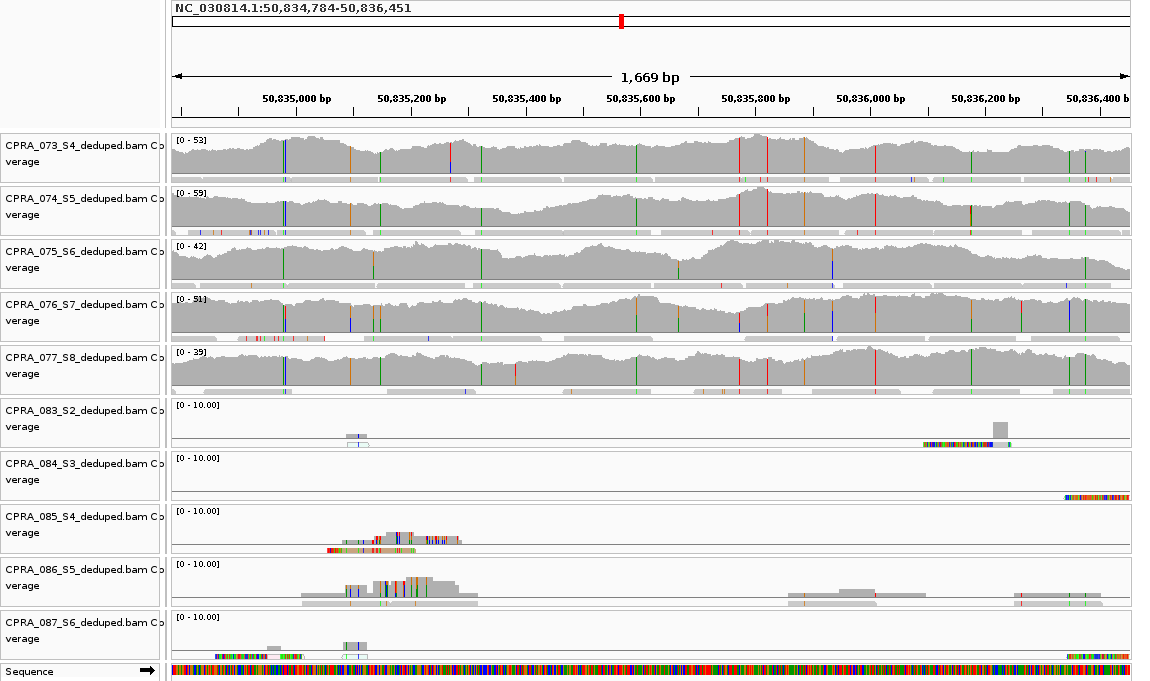 NC_030814.1:50,834,784-50,836,451
1,669 bp
50,835,000 bp 50,835,200 bp 50,835,400 bp 50,835,600 bp 50,835,800 bp 50,836,000 bp 50,836,200 bp 50,836,400 b
CPRA_073_S4_deduped.bam Co
verage
[0 - 53]
CPRA_074_S5_deduped.bam Co
verage
[0 - 59]
CPRA_075_S6_deduped.bam Co
verage
[0 - 42]
CPRA_076_S7_deduped.bam Co
verage
[0 - 51]
CPRA_077_S8_deduped.bam Co
verage
[0 - 39]
CPRA_083_S2_deduped.bam Co
verage
[0 - 10.00]
CPRA_084_S3_deduped.bam Co
verage
[0 - 10.00]
CPRA_085_S4_deduped.bam Co
verage
[0 - 10.00]
CPRA_086_S5_deduped.bam Co
verage
[0 - 10.00]
CPRA_087_S6_deduped.bam Co
verage
[0 - 10.00]
Sequence